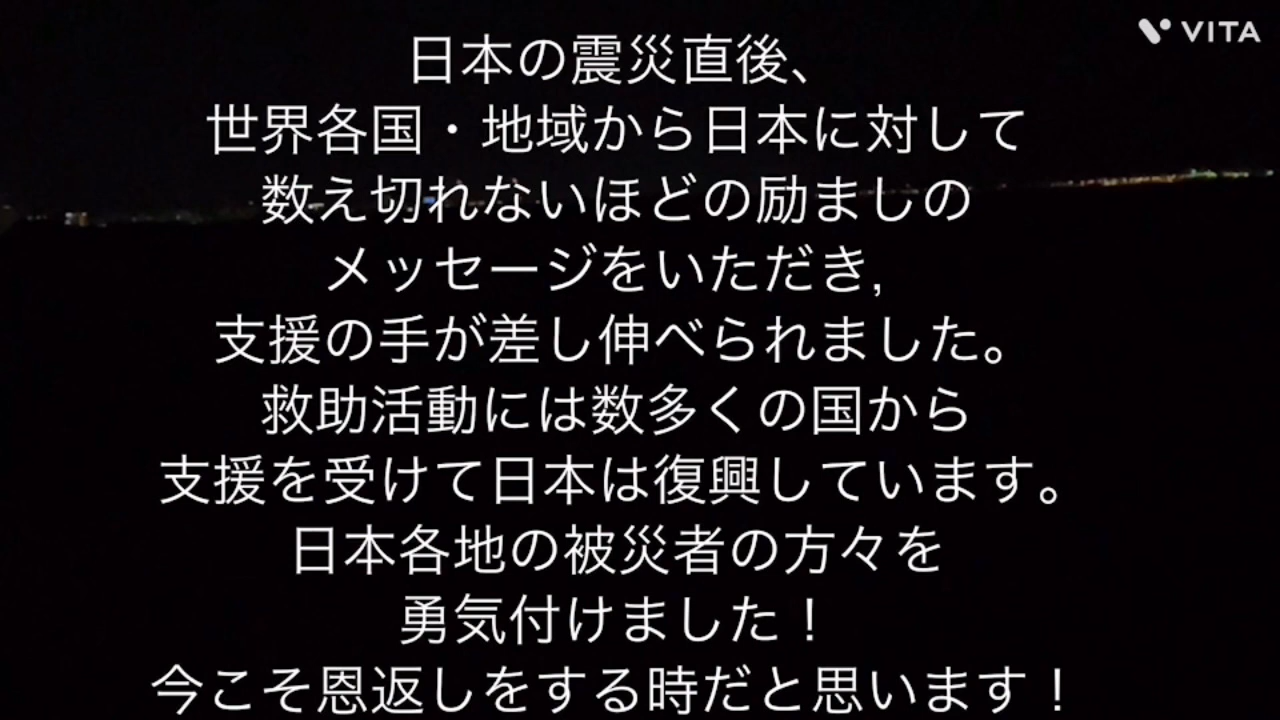 VITA
日本の震災直後、
世界各国・地域から日本に対して
数え切れないほどの励ましの
メッセージをいただき,
支援の手が差し伸べられました。
救助活動には数多くの国から
支援を受けて日本は復興しています。
日本各地の被災者の方々を
勇気付けました！
今こそ恩返しをする時だと思います！